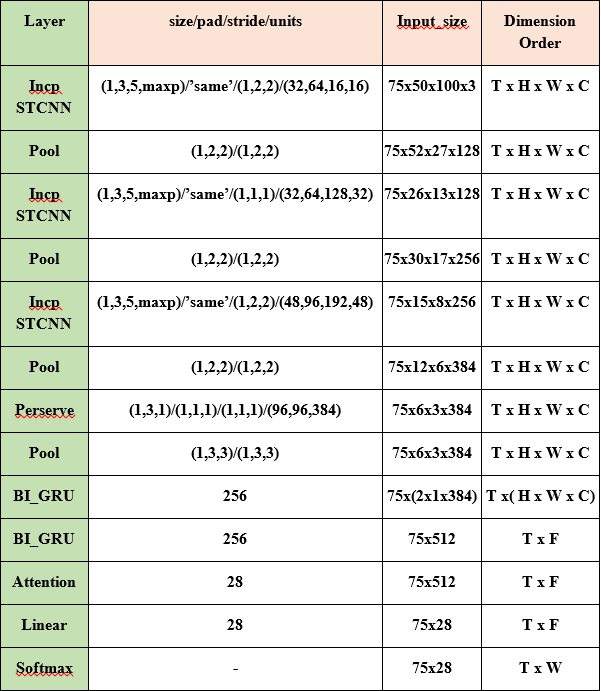 Layer size/pad/stride/units Input_size Dimension Order
Incp STCNN (1,3,5,maxp)/’same’/(1,2,2)/(32,64,16,16) 75x50x100x3 T x H x W x C
Pool (1,2,2)/(1,2,2) 75x52x27x128 T x H x W x C
Incp STCNN (1,3,5,maxp)/’same’/(1,1,1)/(32,64,128,32) 75x26x13x128 T x H x W x C
Pool (1,2,2)/(1,2,2) 75x30x17x256 T x H x W x C
Incp STCNN (1,3,5,maxp)/’same’/(1,2,2)/(48,96,192,48) 75x15x8x256 T x H x W x C
Pool (1,2,2)/(1,2,2) 75x12x6x384 T x H x W x C
Perserve (1,3,1)/(1,1,1)/(1,1,1)/(96,96,384) 75x6x3x384 T x H x W x C
Pool (1,3,3)/(1,3,3) 75x6x3x384 T x H x W x C
BI_GRU 256 75x(2x1x384) T x( H x W x C)
BI_GRU 256 75x512 T x F
Attention 28 75x512 T x F
Linear 28 75x28 T x F
Softmax - 75x28 T x W